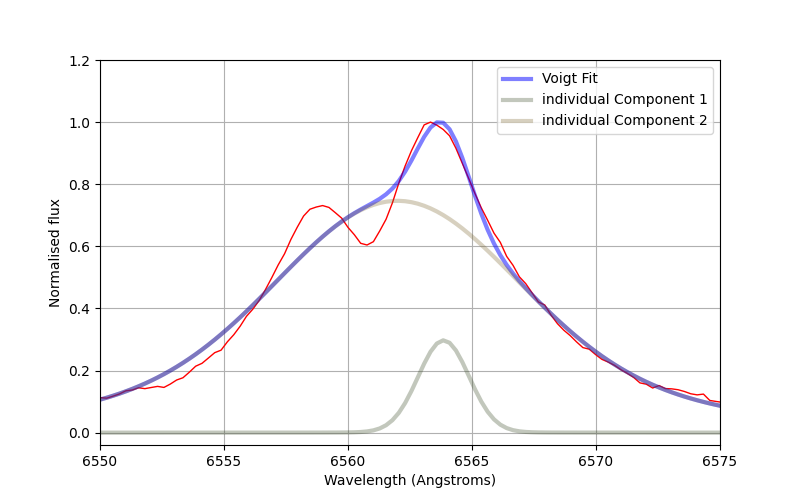 1.2
1.0
0.8
0.6
0.4
0.2
0.0
Normalised flux
Voigt Fit
individual Component 1
individual Component 2
6550 6555 6560 6565 6570 6575
Wavelength (Angstroms)